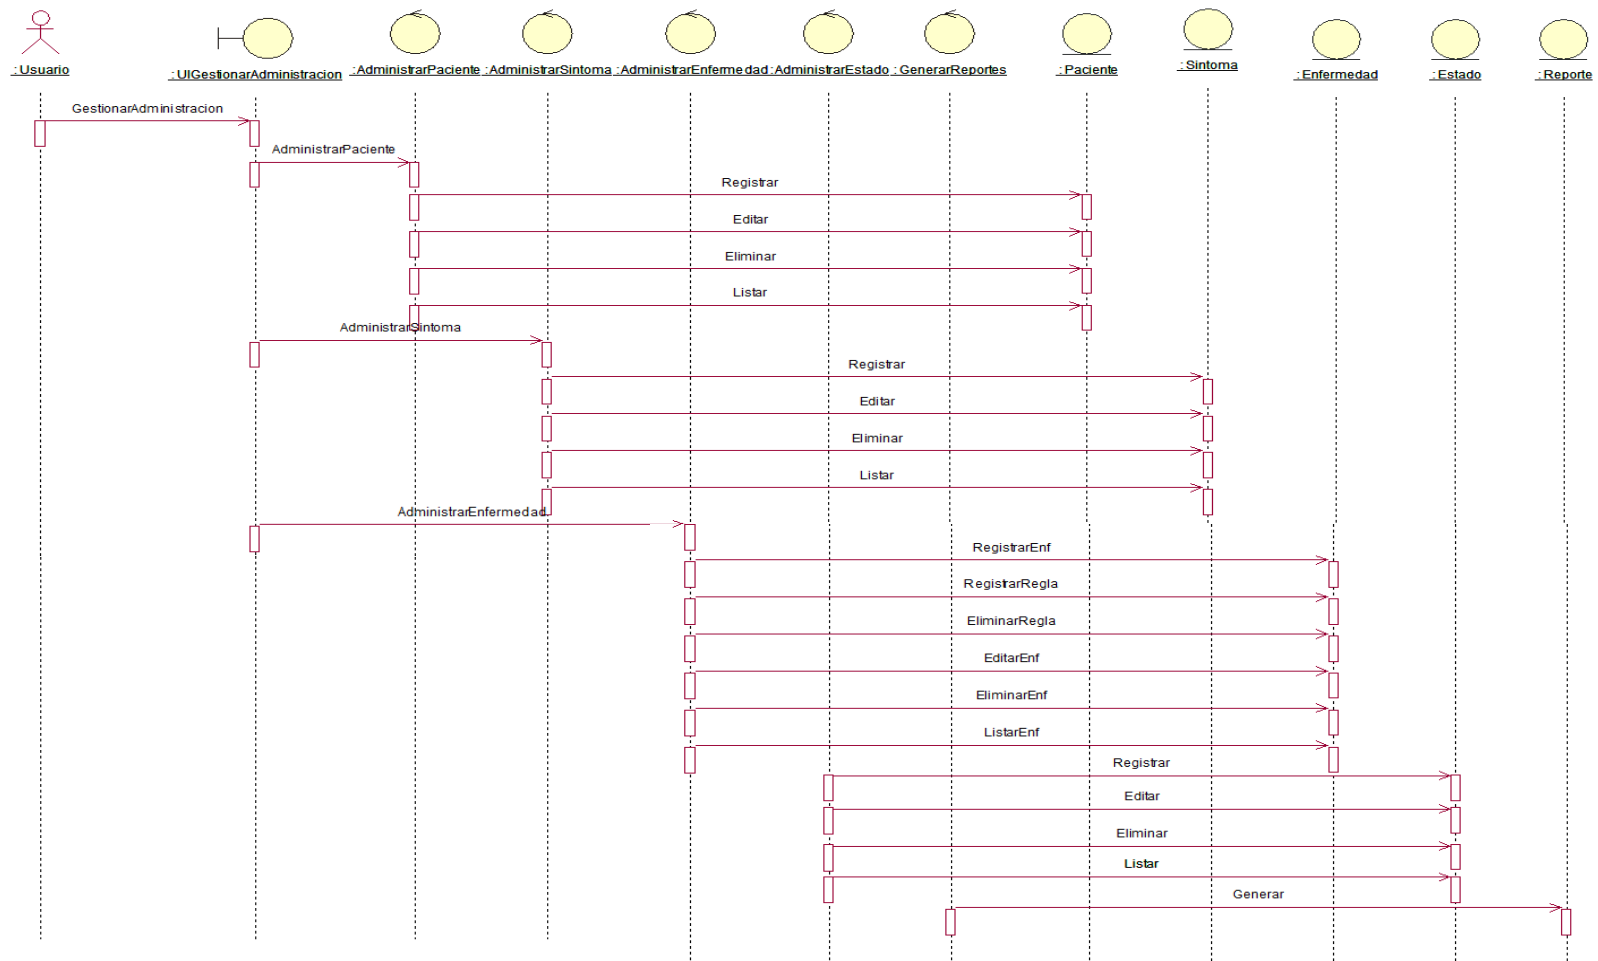 : Usuario
: UIGestionarAdministracion
: AdministrarPaciente
: AdministrarSintoma
: AdministrarEnfermedad
: AdministrarEstado
: GenerarReportes
: Paciente
: Sintoma
: Enfermedad
: Estado
: Reporte
GestionarAdministracion
AdministrarPaciente
Registrar
Editar
Eliminar
Listar
AdministrarSintoma
Registrar
Editar
Eliminar
Listar
AdministrarEnfermedad
RegistrarEnf
RegistrarRegla
EliminarRegla
EditarEnf
EliminarEnf
ListarEnf
Registrar
Editar
Eliminar
Listar
Generar